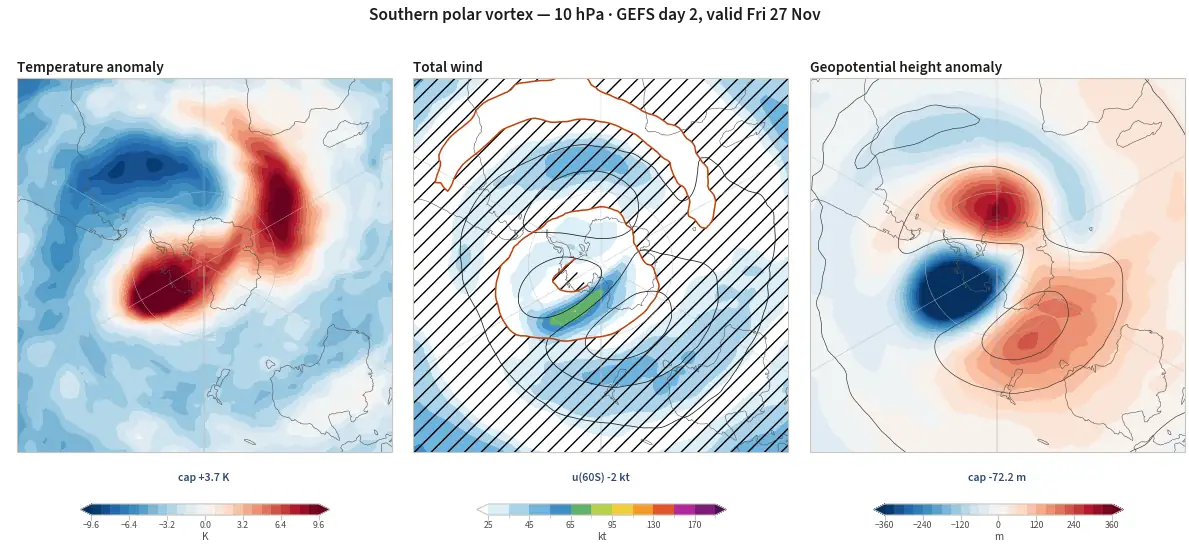 Southern polar vortex — 10 hPa · GEFS day 2, valid Fri 27 Nov
Temperature anomaly
Total wind
Geopotential height anomaly
cap +3.7 K
u(60S) -2 kt
cap -72.2 m
−9.6 −6.4 −3.2 0.0 3.2 6.4 9.6
K
25 45 65 95 130 170
kt
−360 −240 −120 0 120 240 360
m